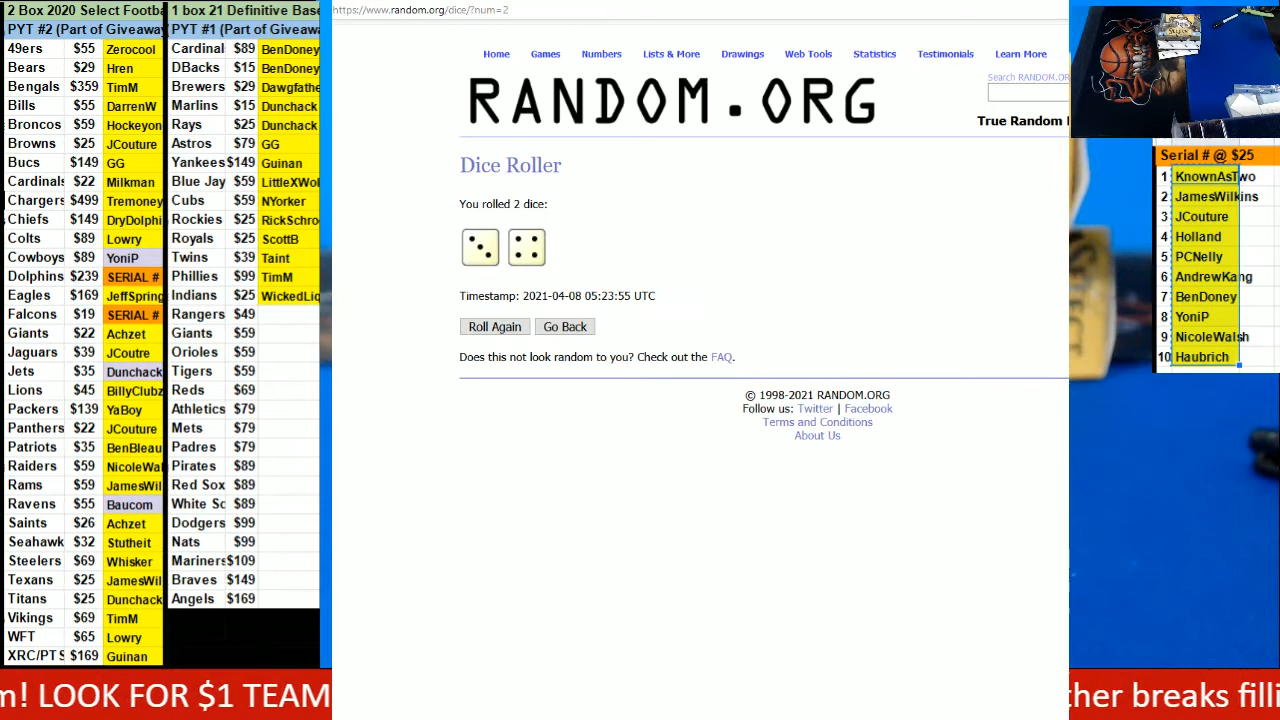 2 Box 2020 Select Footba
PYT #2 (Part of Giveaway
49ers $55 Zerocool
Bears $29 Hren
Bengals $359 TimM
Bills $55 DarrenW
Broncos $59 Hockeyon
Browns $25 JCouture
Bucs $149 GG
Cardinals $22 Milkman
Chargers $499 Tremoney
Chiefs $149 DryDolphi
Colts $89 Lowry
Cowboys $89 YoniP
Dolphins $239 SERIAL #
Eagles $169 JeffSpring
Falcons $19 SERIAL #
Giants $22 Achzet
Jaguars $39 JCoutre
Jets $35 Dunchack
Lions $45 BillyClubz
Packers $139 YaBoy
Panthers $22 JCouture
Patriots $35 BenBleau
Raiders $59 NicoleWal
Rams $59 JamesWil
Ravens $55 Baucom
Saints $26 Achzet
Seahawk $32 Stutheit
Steelers $69 Whisker
Texans $25 JamesWil
Titans $25 Dunchack
Vikings $69 TimM
WFT $65 Lowry
XRC/PT S $169 Guinan
1 box 21 Definitive Base
PYT #1 (Part of Giveawa
Cardinal $89 BenDoney
DBacks $15 BenDoney
Brewers $29 Dawgfathe
Marlins $15 Dunchack
Rays $25 Dunchack
Astros $79 GG
Yankees $149 Guinan
Blue Jay $59 LittleXWol
Cubs $59 NYorker
Rockies $25 RickSchro
Royals $25 ScottB
Twins $39 Taint
Phillies $99 TimM
Indians $25 WickedLiq
Rangers $49
Giants $59
Orioles $59
Tigers $59
Reds $69
Athletics $79
Mets $79
Padres $79
Pirates $89
Red Sox $89
White Sc $89
Dodgers $99
Nats $99
Mariners $109
Braves $149
Angels $169
https://www.random.org/dice/?num=2
Home Games Numbers Lists & More Drawings Web Tools Statistics Testimonials Learn More
Search RANDOM.OR
RANDOM.ORG
True Random
Dice Roller
You rolled 2 dice:
Timestamp: 2021-04-08 05:23:55 UTC
Roll Again Go Back
Does this not look random to you? Check out the FAQ.
© 1998-2021 RANDOM.ORG
Follow us: Twitter | Facebook
Terms and Conditions
About Us
Serial # @ $25
1 KnownAsTwo
2 JamesWilkins
3 JCouture
4 Holland
5 PCNelly
6 AndrewKang
7 BenDoney
8 YoniP
9 NicoleWalsh
10 Haubrich
m! LOOK FOR $1 TEAM
her breaks filli